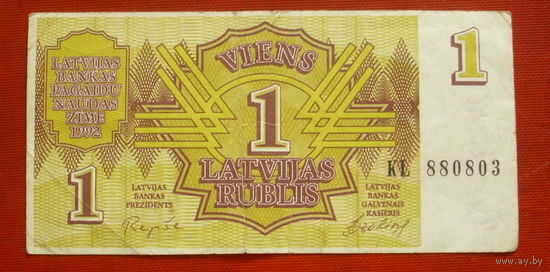 LATVIJAS
BANKAS
PAGAIDU
NAUDAS
ZĪME
1992
VIENS
1
1
LATVIJAS
RUBLIS
KL 880803
1
LATVIJAS
BANKAS
PREZIDENTS
LATVIJAS
BANKAS
GALVENAIS
KASIERIS
www.ay.by